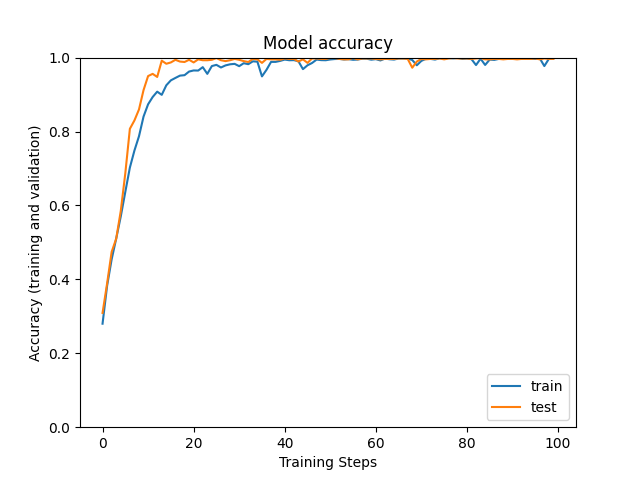 Model accuracy
Accuracy (training and validation)
1.0
0.8
0.6
0.4
0.2
0.0
0 20 40 60 80 100
Training Steps
train
test